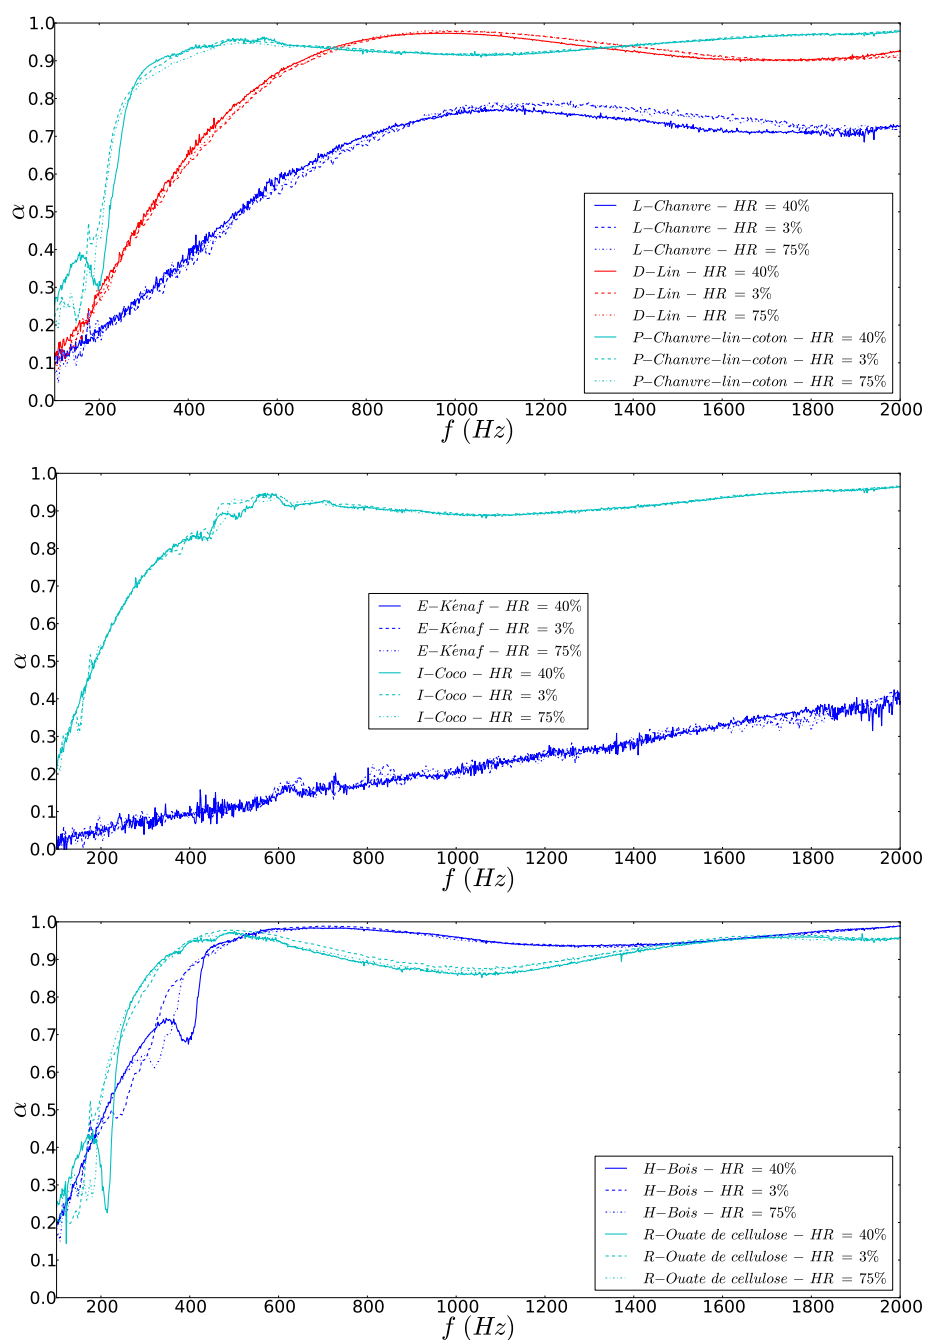 1.0
0.9
0.8
0.7
0.6
0.5
0.4
0.3
0.2
0.1
0.0
α
L−Chanvre − HR = 40%
L−Chanvre − HR = 3%
L−Chanvre − HR = 75%
D−Lin − HR = 40%
D−Lin − HR = 3%
D−Lin − HR = 75%
P−Chanvre−lin−coton − HR = 40%
P−Chanvre−lin−coton − HR = 3%
P−Chanvre−lin−coton − HR = 75%
200 400 600 800 1000 1200 1400 1600 1800 2000
f (Hz)
1.0
0.9
0.8
0.7
0.6
0.5
0.4
0.3
0.2
0.1
0.0
α
E−Kénaf − HR = 40%
E−Kénaf − HR = 3%
E−Kénaf − HR = 75%
I−Coco − HR = 40%
I−Coco − HR = 3%
I−Coco − HR = 75%
200 400 600 800 1000 1200 1400 1600 1800 2000
f (Hz)
1.0
0.9
0.8
0.7
0.6
0.5
0.4
0.3
0.2
0.1
0.0
α
H−Bois − HR = 40%
H−Bois − HR = 3%
H−Bois − HR = 75%
R−Ouate de cellulose − HR = 40%
R−Ouate de cellulose − HR = 3%
R−Ouate de cellulose − HR = 75%
200 400 600 800 1000 1200 1400 1600 1800 2000
f (Hz)